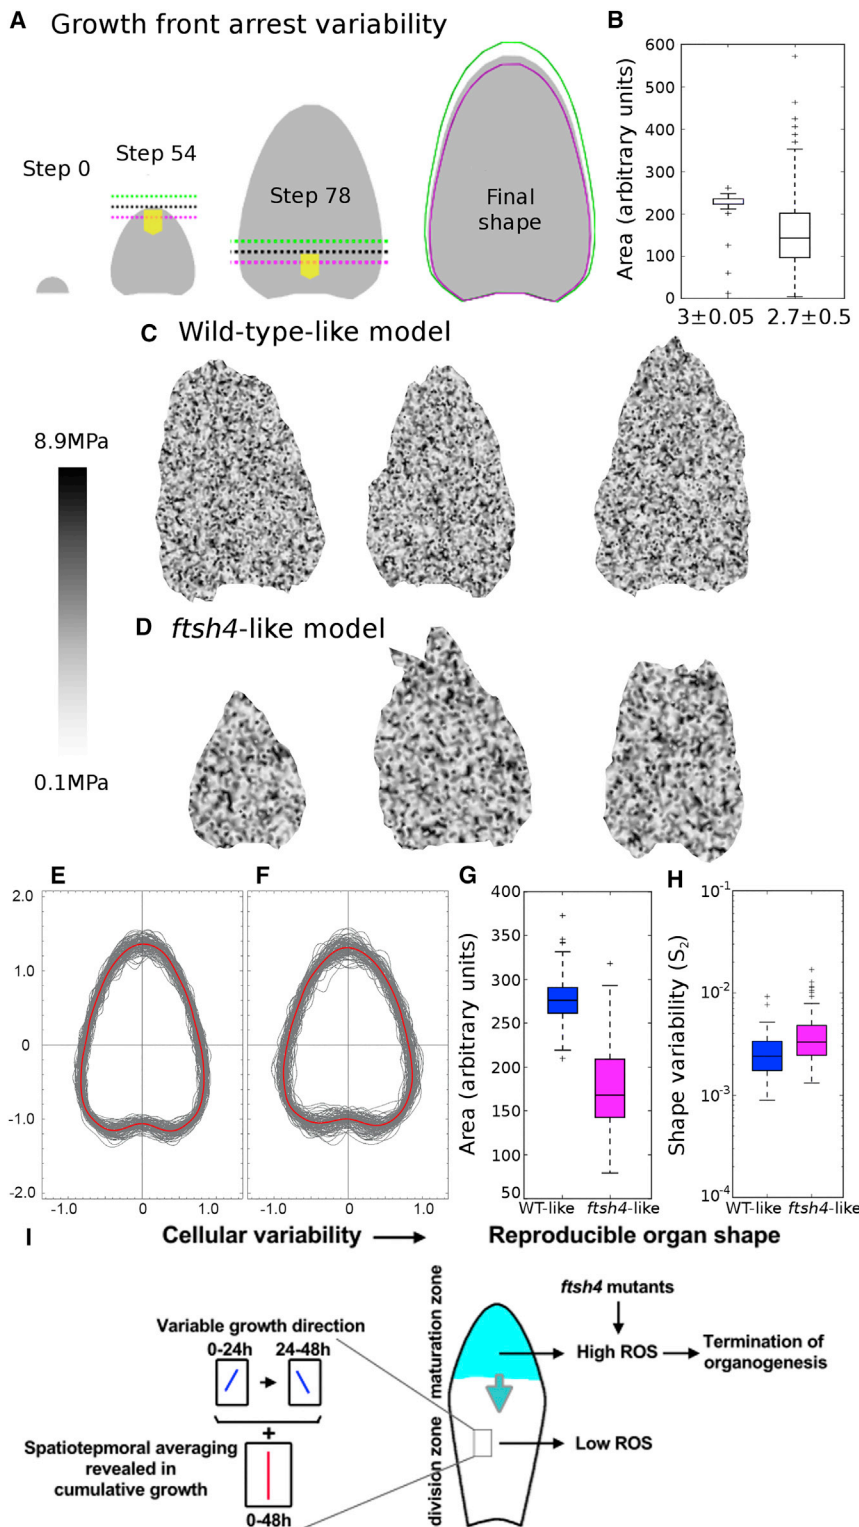 A Growth front arrest variability
Step 0
Step 54
Step 78
Final
shape
B
Area (arbitrary units)
600
500
400
300
200
100
0
3±0.05 2.7±0.5
C Wild-type-like model
8.9MPa
0.1MPa
D ftsh4-like model
E
2.0
1.0
0
-1.0
-2.0
-1.0 0 1.0
F
-1.0 0 1.0
G
Area (arbitrary units)
400
350
300
250
200
150
100
50
WT-like ftsh4-like
H
Shape variability (S2)
10-1
10-2
10-3
10-4
WT-like ftsh4-like
I
Cellular variability
Reproducible organ shape
Variable growth direction
0-24h 24-48h
+
Spatiotepmoral averaging
revealed in
cumulative growth
0-48h
maturation zone
division zone
ftsh4 mutants
High ROS
Termination of
organogenesis
Low ROS